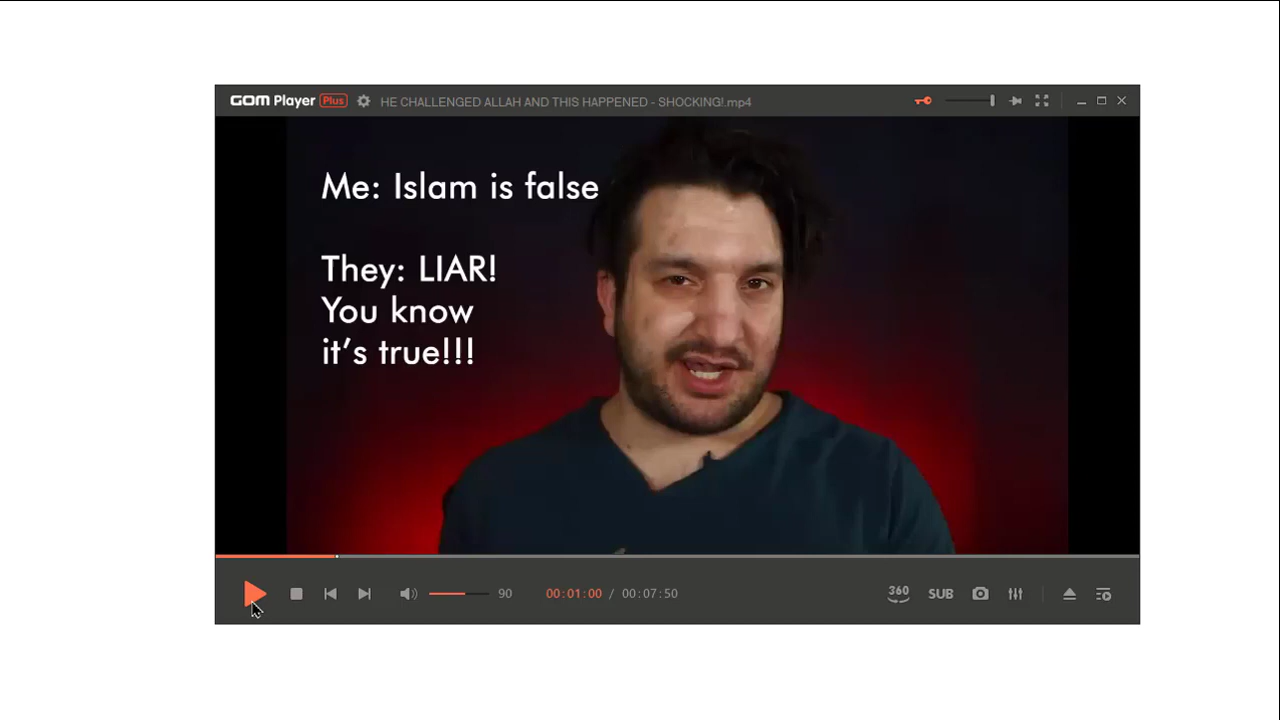 GOM Player Plus HE CHALLENGED ALLAH AND THIS HAPPENED - SHOCKING!.mp4
Me: Islam is false
They: LIAR!
You know
it's true!!!
90 00:01:00 / 00:07:50 360 SUB